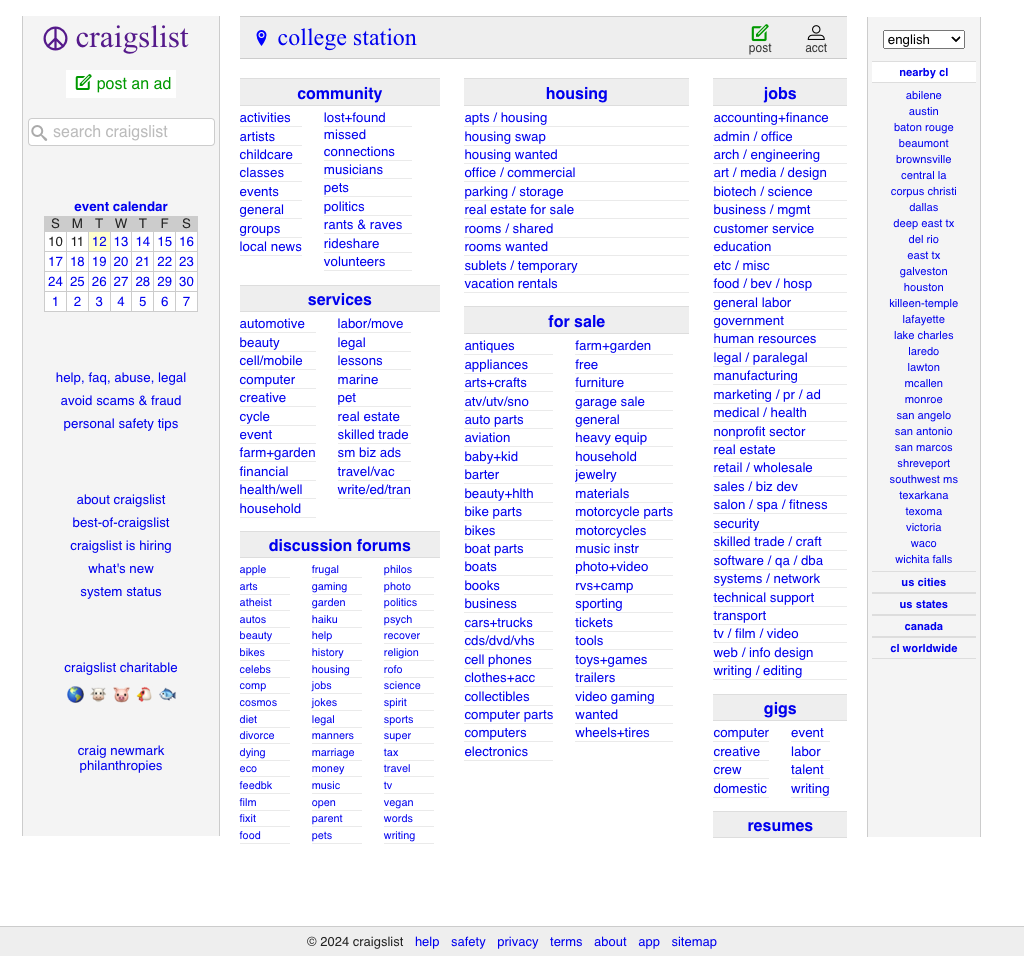 craigslist
post an ad
search craigslist
event calendar
S M T W T F S
10 11 12 13 14 15 16
17 18 19 20 21 22 23
24 25 26 27 28 29 30
1 2 3 4 5 6 7
help, faq, abuse, legal
avoid scams & fraud
personal safety tips
about craigslist
best-of-craigslist
craigslist is hiring
what's new
system status
craigslist charitable
craig newmark
philanthropies
college station
post
acct
community
activities
artists
childcare
classes
events
general
groups
local news
lost+found
missed
connections
musicians
pets
politics
rants & raves
rideshare
volunteers
services
automotive
beauty
cell/mobile
computer
creative
cycle
event
farm+garden
financial
health/well
household
labor/move
legal
lessons
marine
pet
real estate
skilled trade
sm biz ads
travel/vac
write/ed/tran
discussion forums
apple
arts
atheist
autos
beauty
bikes
celebs
comp
cosmos
diet
divorce
dying
eco
feedbk
film
fixit
food
frugal
gaming
garden
haiku
help
history
housing
jobs
jokes
legal
manners
marriage
money
music
open
parent
pets
philos
photo
politics
psych
recover
religion
rofo
science
spirit
sports
super
tax
travel
tv
vegan
words
writing
housing
apts / housing
housing swap
housing wanted
office / commercial
parking / storage
real estate for sale
rooms / shared
rooms wanted
sublets / temporary
vacation rentals
for sale
antiques
appliances
arts+crafts
atv/utv/sno
auto parts
aviation
baby+kid
barter
beauty+hlth
bike parts
bikes
boat parts
boats
books
business
cars+trucks
cds/dvd/vhs
cell phones
clothes+acc
collectibles
computer parts
computers
electronics
farm+garden
free
furniture
garage sale
general
heavy equip
household
jewelry
materials
motorcycle parts
motorcycles
music instr
photo+video
rvs+camp
sporting
tickets
tools
toys+games
trailers
video gaming
wanted
wheels+tires
jobs
accounting+finance
admin / office
arch / engineering
art / media / design
biotech / science
business / mgmt
customer service
education
etc / misc
food / bev / hosp
general labor
government
human resources
legal / paralegal
manufacturing
marketing / pr / ad
medical / health
nonprofit sector
real estate
retail / wholesale
sales / biz dev
salon / spa / fitness
security
skilled trade / craft
software / qa / dba
systems / network
technical support
transport
tv / film / video
web / info design
writing / editing
gigs
computer
creative
crew
domestic
event
labor
talent
writing
resumes
english
nearby cl
abilene
austin
baton rouge
beaumont
brownsville
central la
corpus christi
dallas
deep east tx
del rio
east tx
galveston
houston
killeen-temple
lafayette
lake charles
laredo
lawton
mcallen
monroe
san angelo
san antonio
san marcos
shreveport
southwest ms
texarkana
texoma
victoria
waco
wichita falls
us cities
us states
canada
cl worldwide
© 2024 craigslist help safety privacy terms about app sitemap